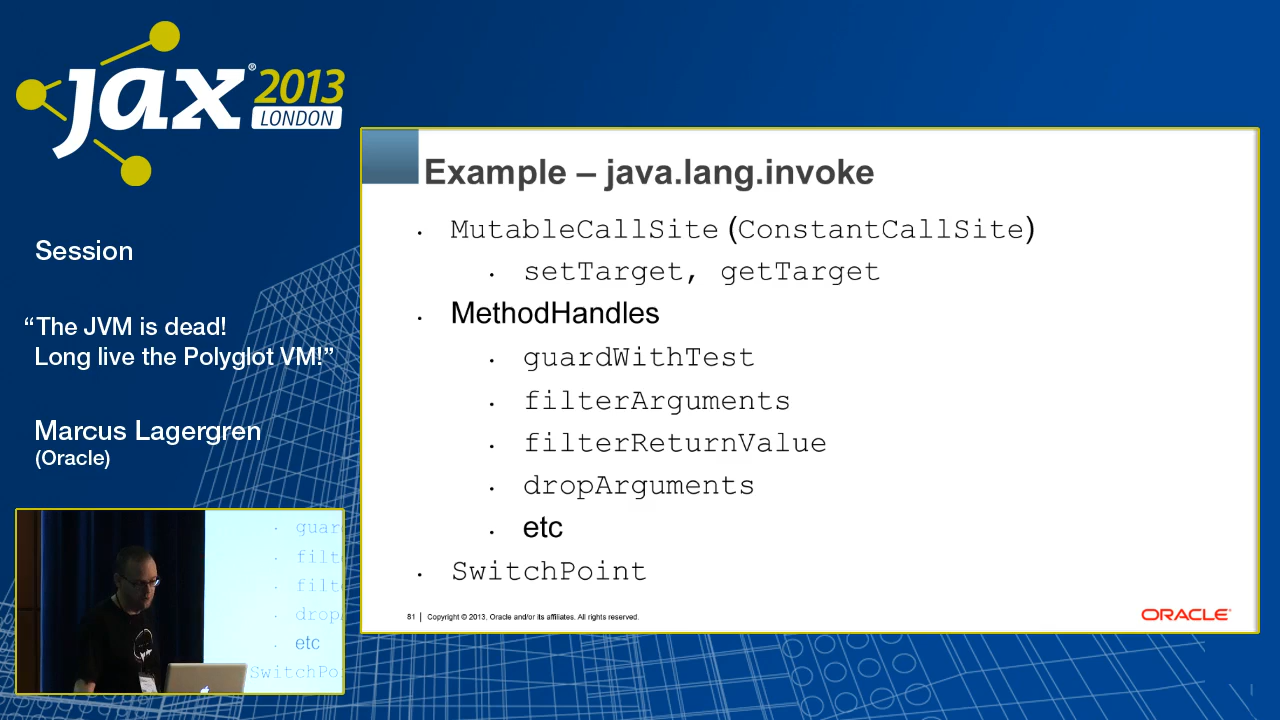 jax® 2013
LONDON
Session
“The JVM is dead!
Long live the Polyglot VM!”
Marcus Lagergren
(Oracle)
Example – java.lang.invoke
• MutableCallSite (ConstantCallSite)
• setTarget, getTarget
• MethodHandles
• guardWithTest
• filterArguments
• filterReturnValue
• dropArguments
• etc
• SwitchPoint
81 | Copyright © 2013, Oracle and/or its affiliates. All rights reserved.
ORACLE®
• guar
• filt
• filt
• drop
• etc
SwitchPo